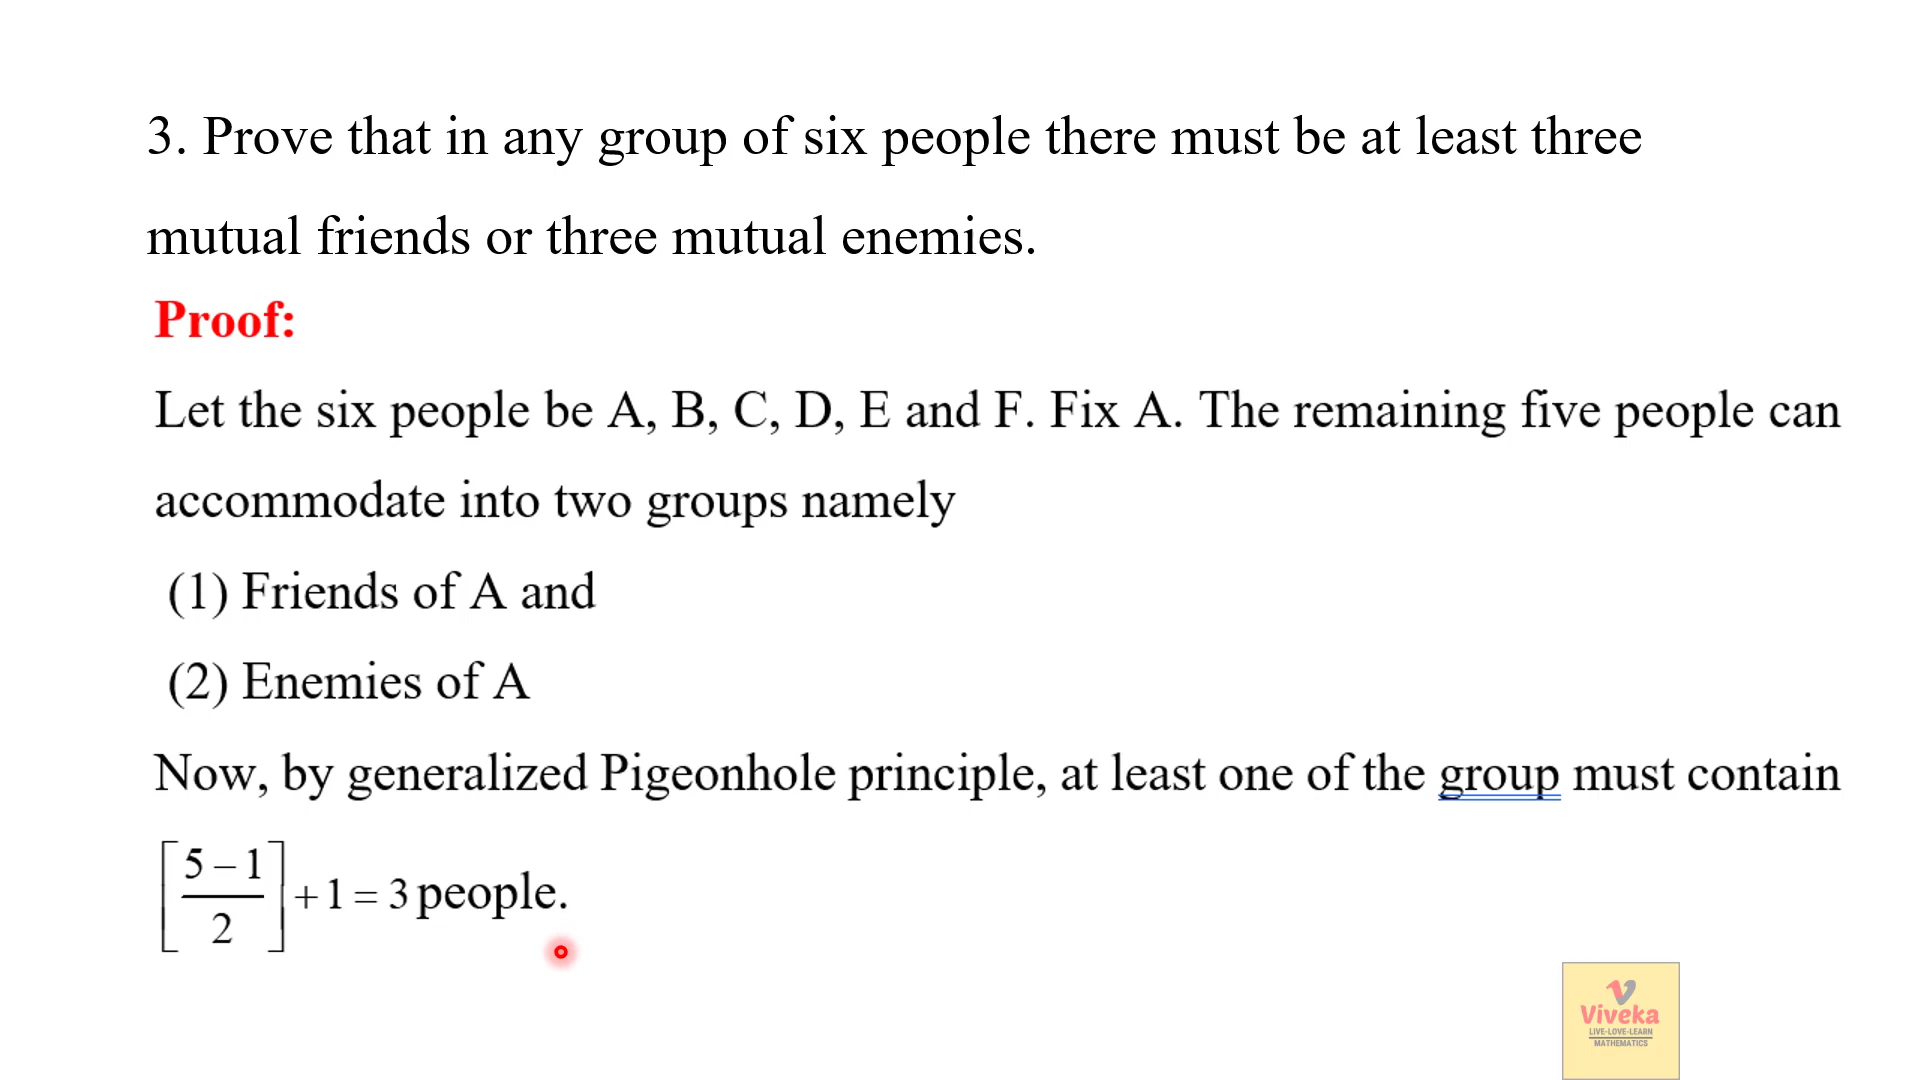 3. Prove that in any group of six people there must be at least three
mutual friends or three mutual enemies.
Proof:
Let the six people be A, B, C, D, E and F. Fix A. The remaining five people can
accommodate into two groups namely
(1) Friends of A and
(2) Enemies of A
Now, by generalized Pigeonhole principle, at least one of the group must contain
[(5 – 1)/2] + 1 = 3 people.
Viveka
LIVE-LOVE-LEARN
MATHEMATICS